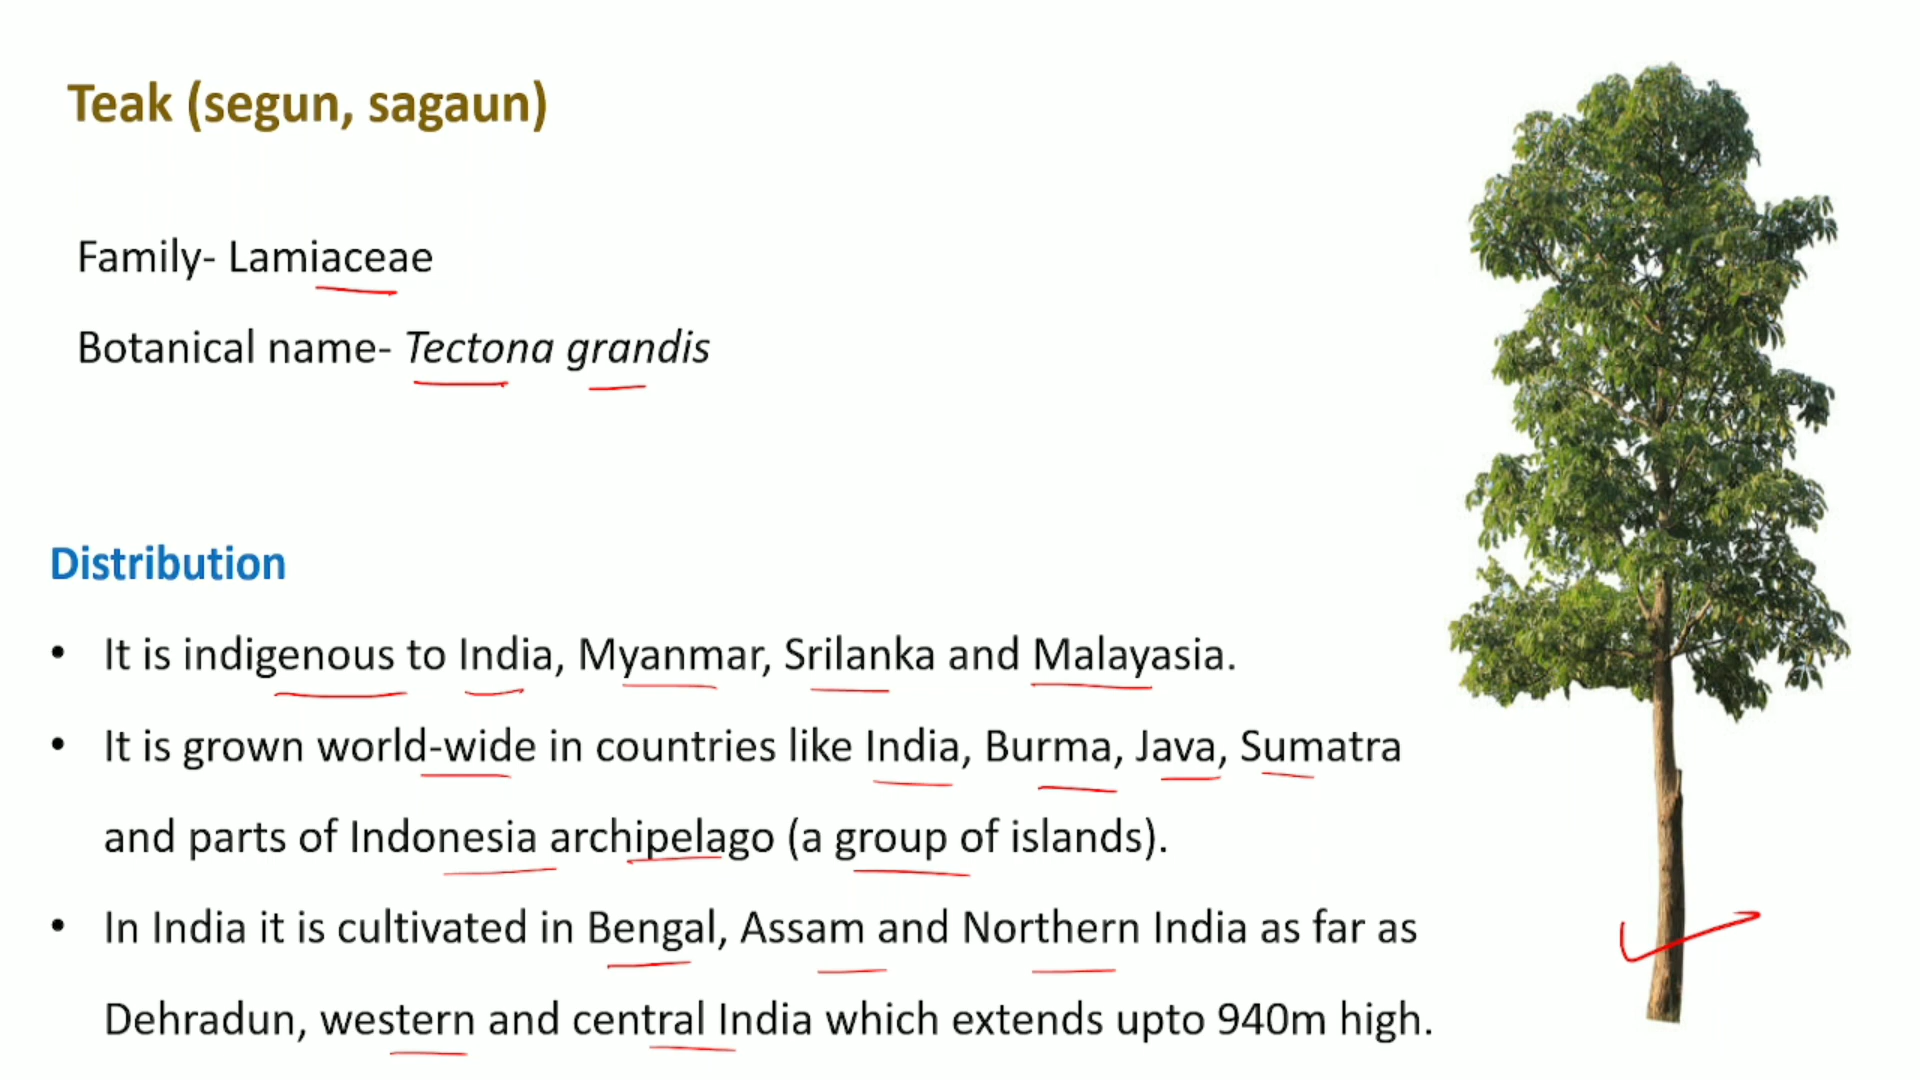 Teak (segun, sagaun)
Family- Lamiaceae
Botanical name- Tectona grandis
Distribution
• It is indigenous to India, Myanmar, Srilanka and Malayasia.
• It is grown world-wide in countries like India, Burma, Java, Sumatra
and parts of Indonesia archipelago (a group of islands).
• In India it is cultivated in Bengal, Assam and Northern India as far as
Dehradun, western and central India which extends upto 940m high.